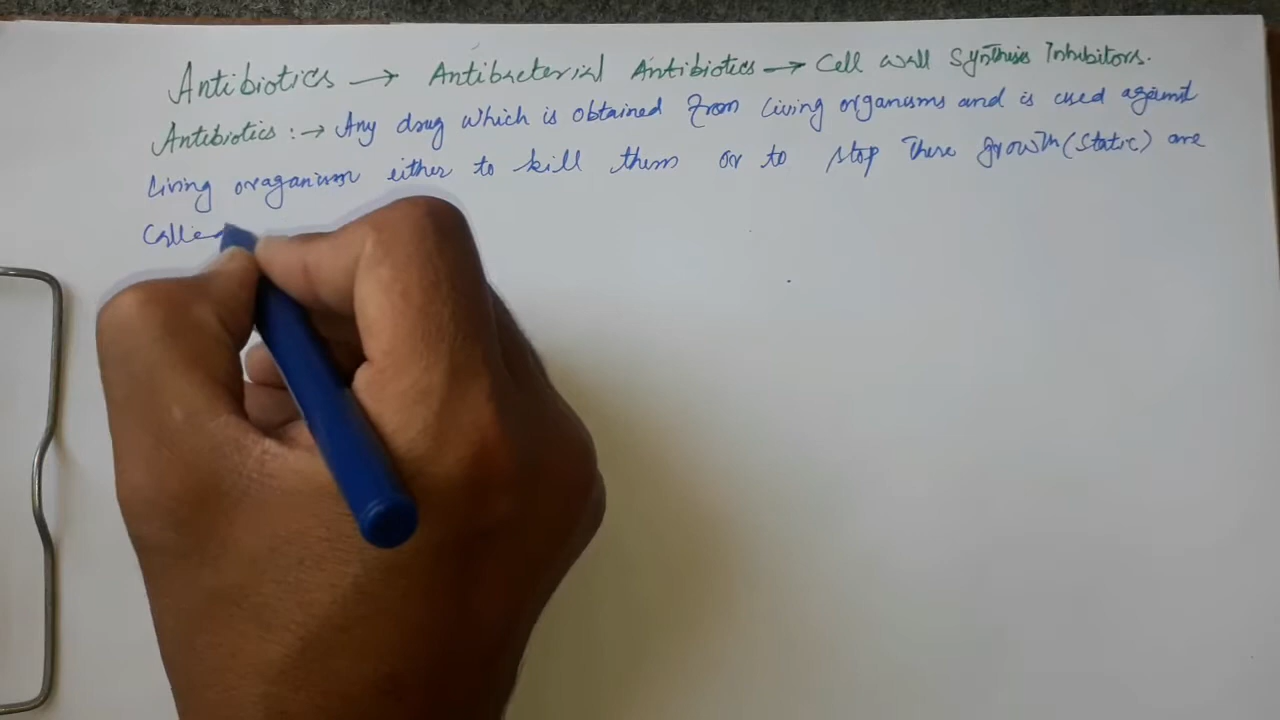 Antibiotics → Antibacterial Antibiotics → Cell wall Synthesis Inhibitors.
Antibiotics :→ Any drug which is obtained from living organisms and is used against
living oraganism either to kill them or to stop there growth (static) are
Called